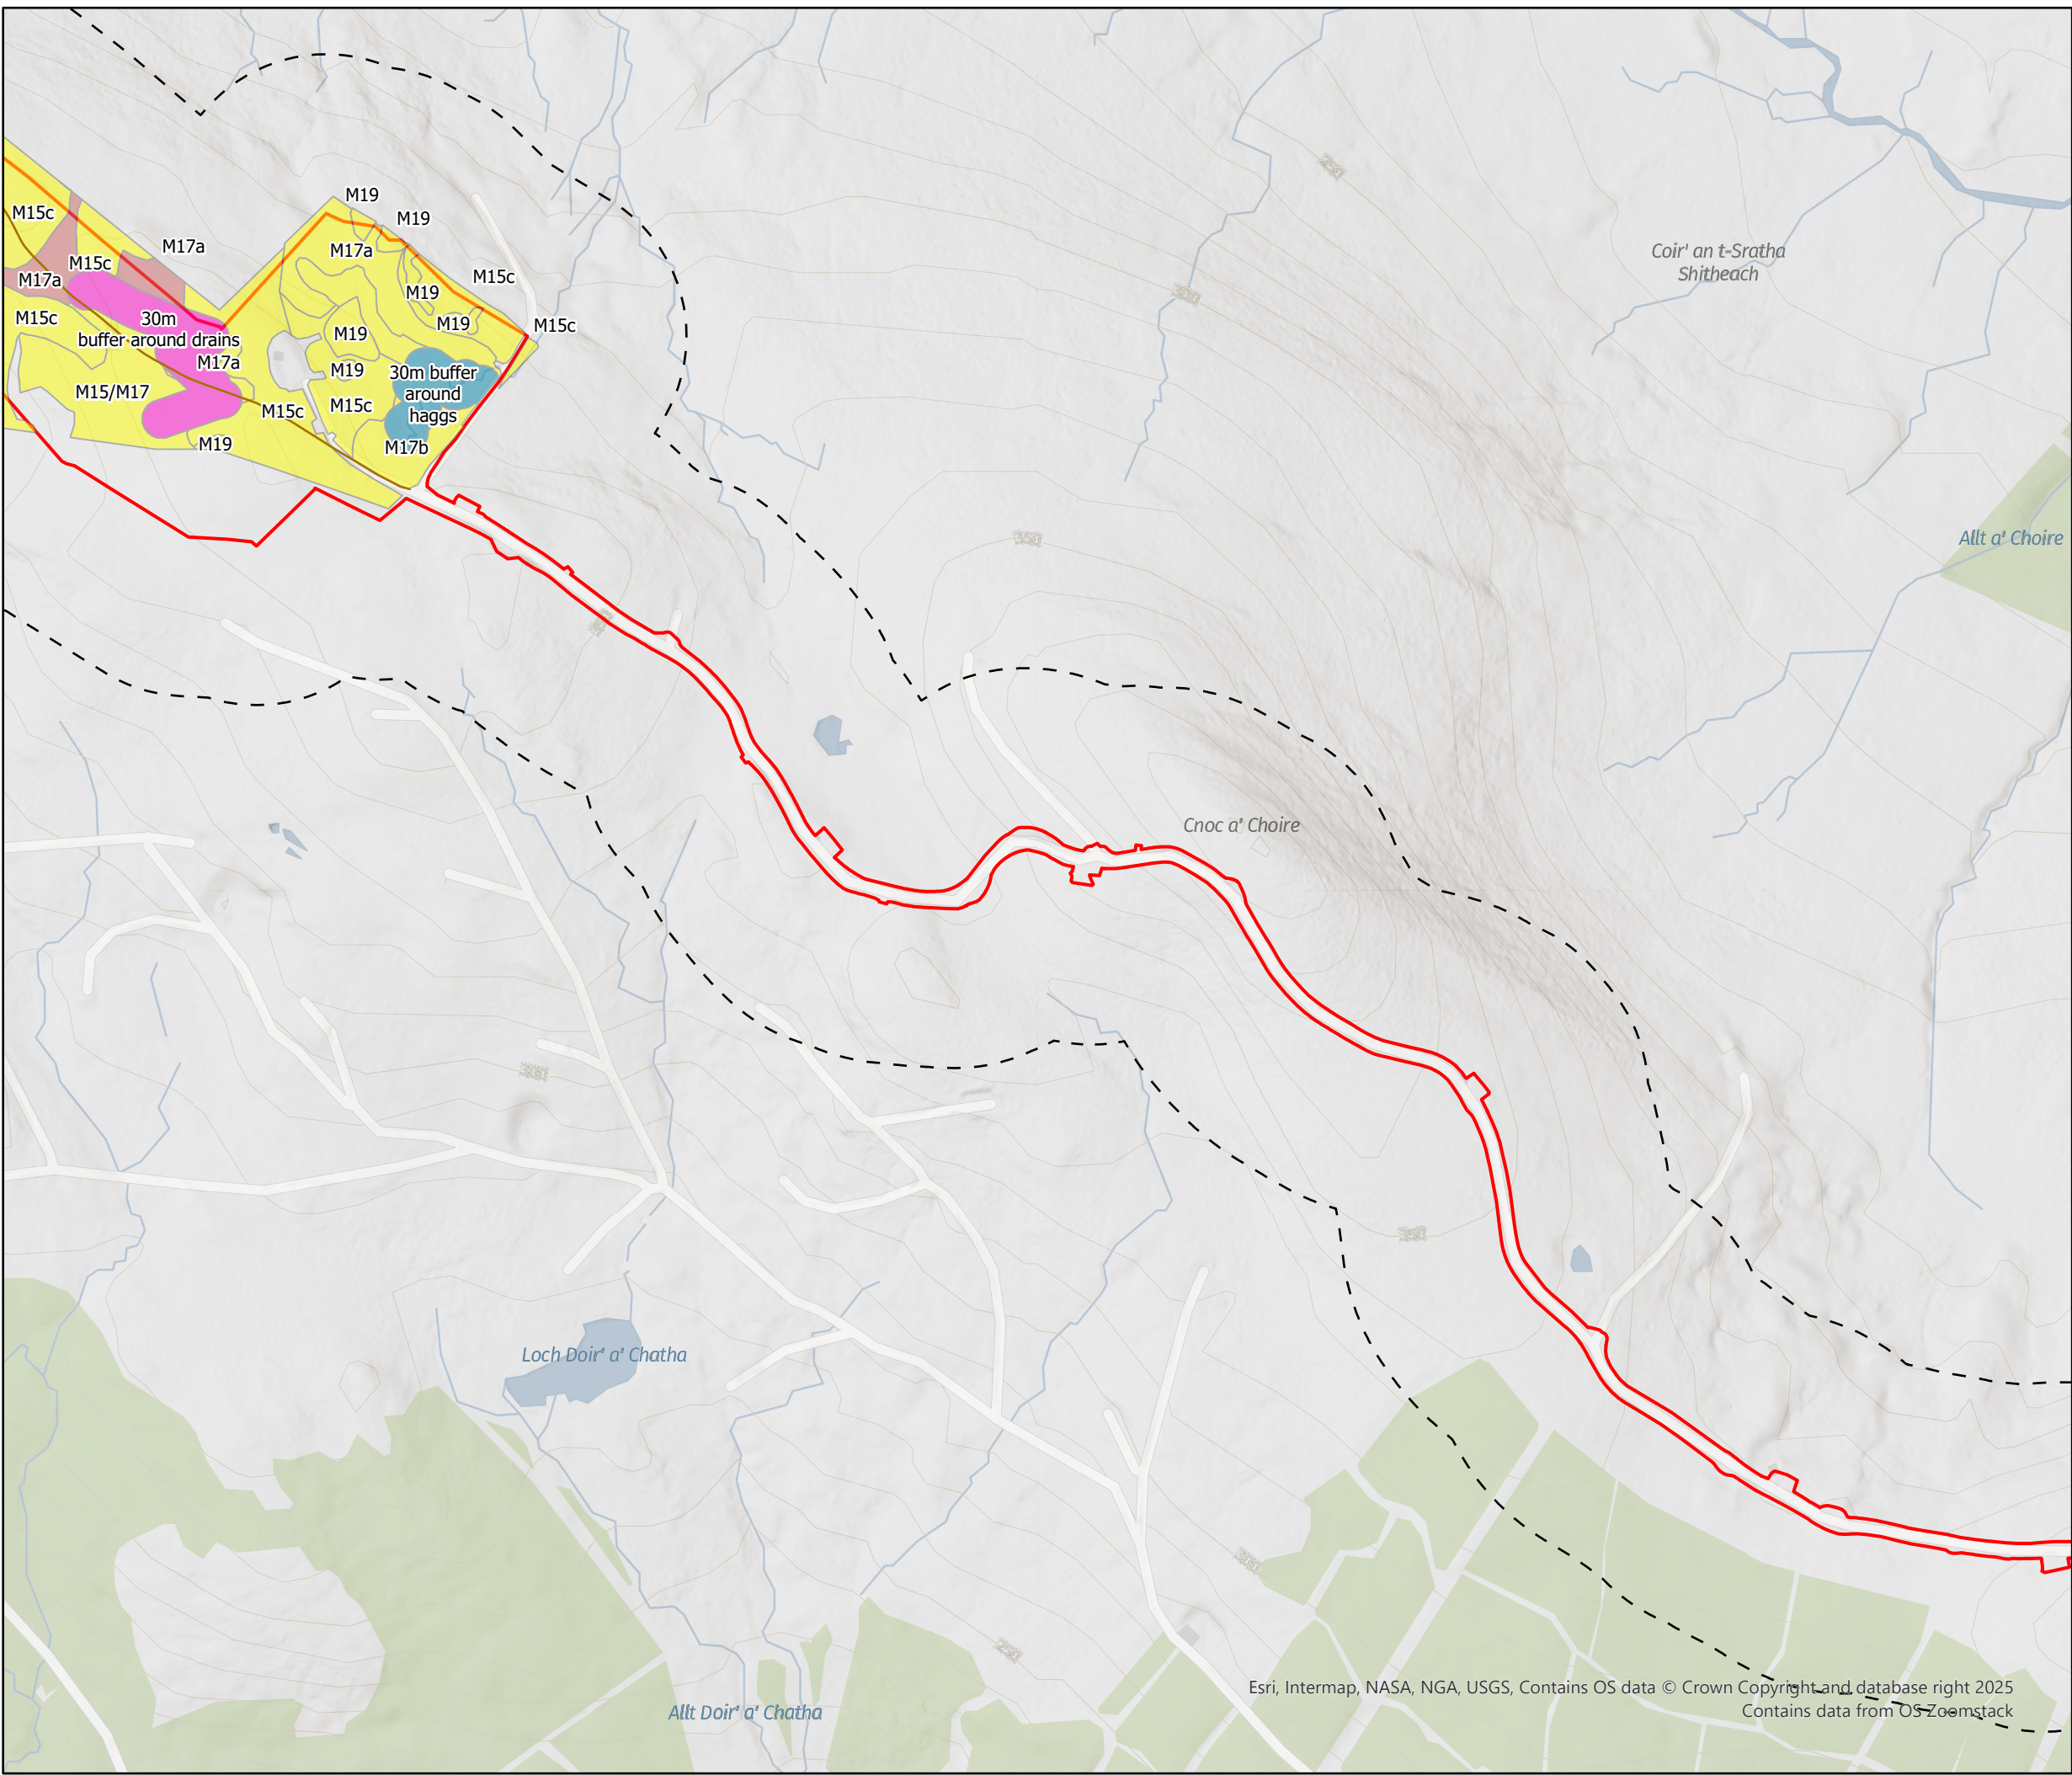 M19
M15c
M19
M17a
M17a
M15c
M15c
M17a
M19
M15c
30m
buffer around drains
M19
M15c
M19
M17a
M19
30m buffer
around
haggs
M15/M17
M15c
M15c
M19
M17b
Coir' an t-Sratha
Shitheach
Allt a' Choire
350
Cnoc a' Choire
350
Loch Doir' a' Chatha
Allt Doir' a' Chatha
Esri, Intermap, NASA, NGA, USGS, Contains OS data © Crown Copyright and database right 2025
Contains data from OS Zoomstack